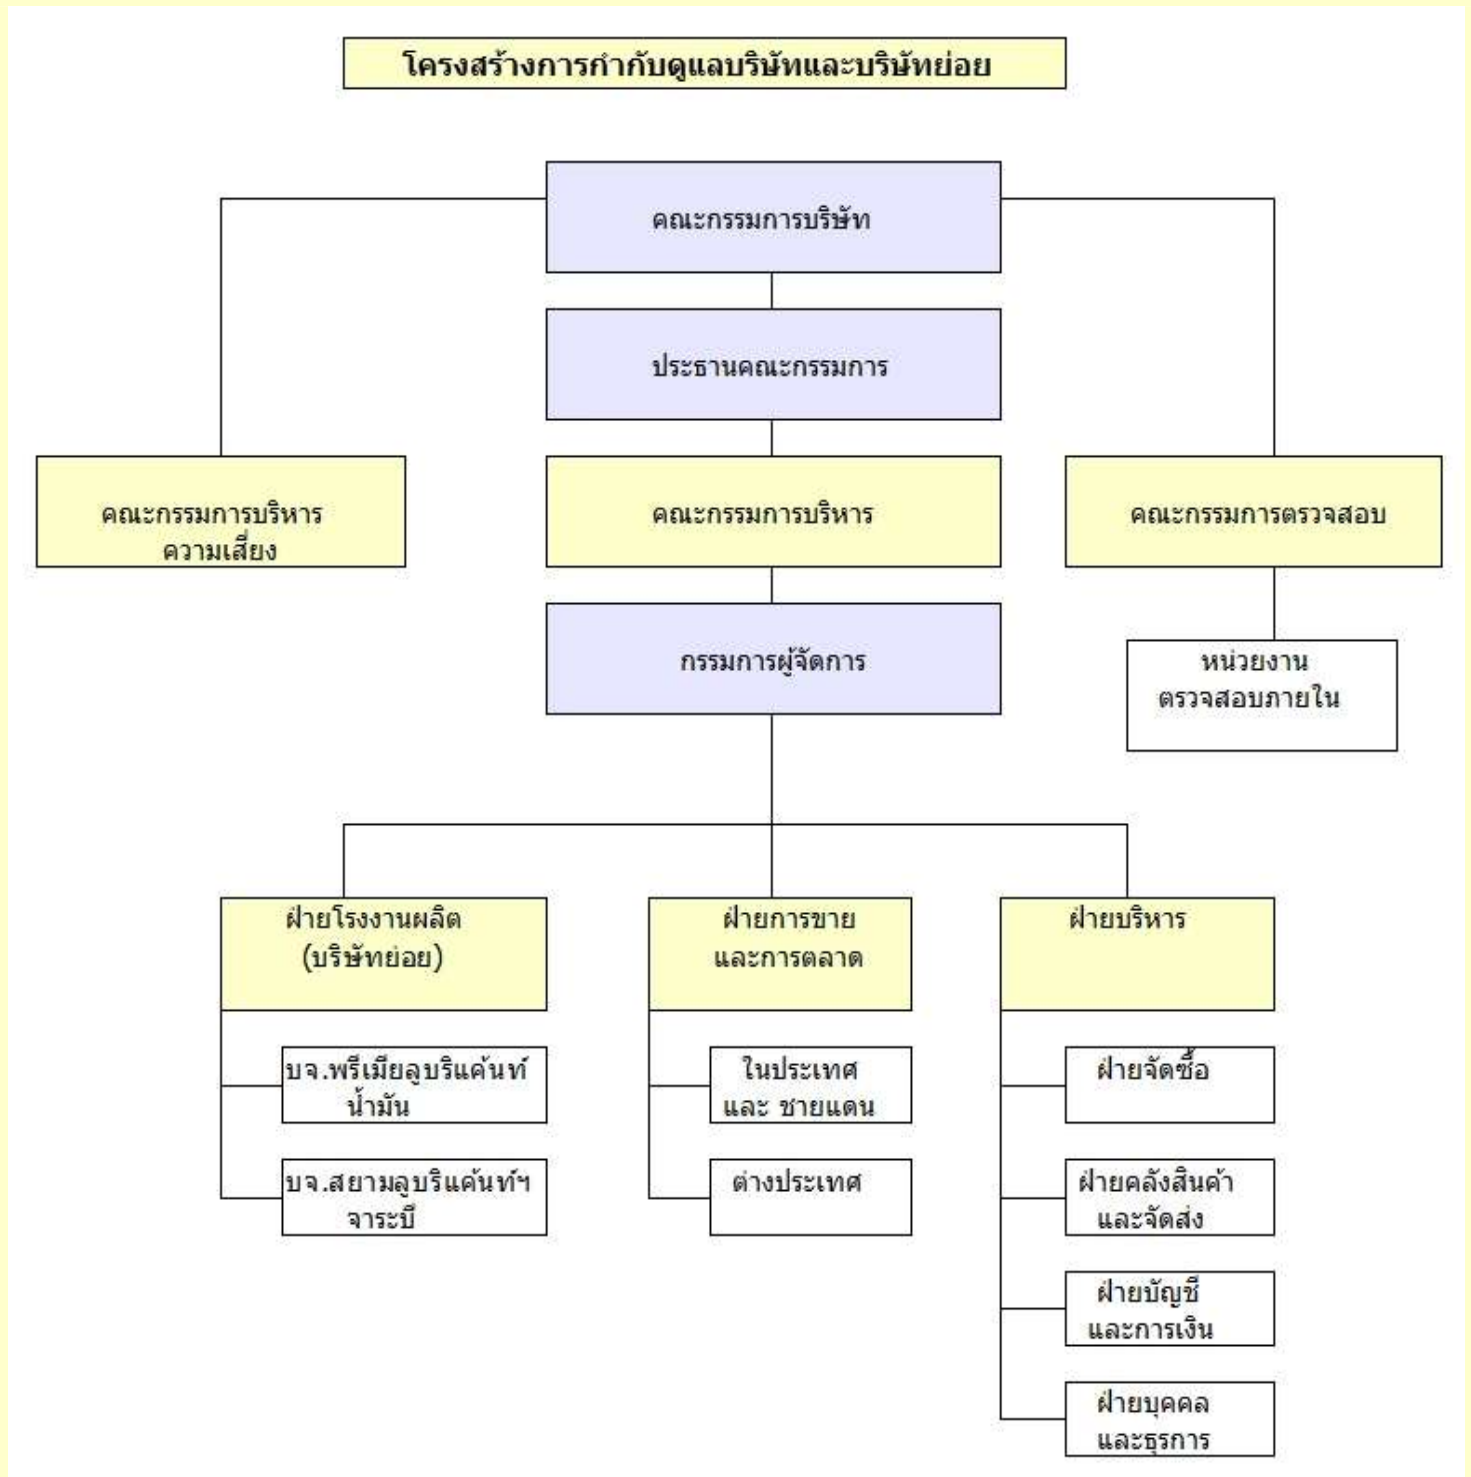 โครงสร้างการกำกับดูแลบริษัทและบริษัทย่อย
คณะกรรมการบริษัท
ประธานคณะกรรมการ
คณะกรรมการบริหาร
ความเสี่ยง
คณะกรรมการบริหาร
คณะกรรมการตรวจสอบ
กรรมการผู้จัดการ
หน่วยงาน
ตรวจสอบภายใน
ฝ่ายโรงงานผลิต
(บริษัทย่อย)
ฝ่ายการขาย
และการตลาด
ฝ่ายบริหาร
บจ.พรีเมียลูบริแค้นท์
น้ำมัน
ในประเทศ
และ ชายแดน
ฝ่ายจัดซื้อ
บจ.สยามลูบริแค้นท์ฯ
จาระบี
ต่างประเทศ
ฝ่ายคลังสินค้า
และจัดส่ง
ฝ่ายบัญชี
และการเงิน
ฝ่ายบุคคล
และธุรการ